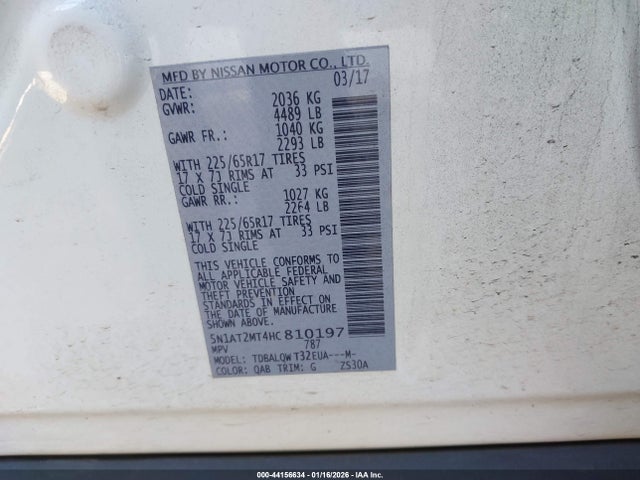 MFD BY NISSAN MOTOR CO., LTD.
DATE: 03/17
GVWR: 2036 KG
4489 LB
GAWR FR.: 1040 KG
2293 LB
WITH 225/65R17 TIRES
17 X 7J RIMS AT 33 PSI
COLD SINGLE
GAWR RR.: 1027 KG
2264 LB
WITH 225/65R17 TIRES
17 X 7J RIMS AT 33 PSI
COLD SINGLE
THIS VEHICLE CONFORMS TO
ALL APPLICABLE FEDERAL
MOTOR VEHICLE SAFETY AND
THEFT PREVENTION
STANDARDS IN EFFECT ON
THE DATE OF MANUFACTURE
SHOWN ABOVE.
5N1AT2MT4HC 810197
MPV 787
MODEL: TDBALQW T32EUA---M-
COLOR: QAB TRIM: G ZS30A
000-44156634 - 01/16/2026 - IAA Inc.